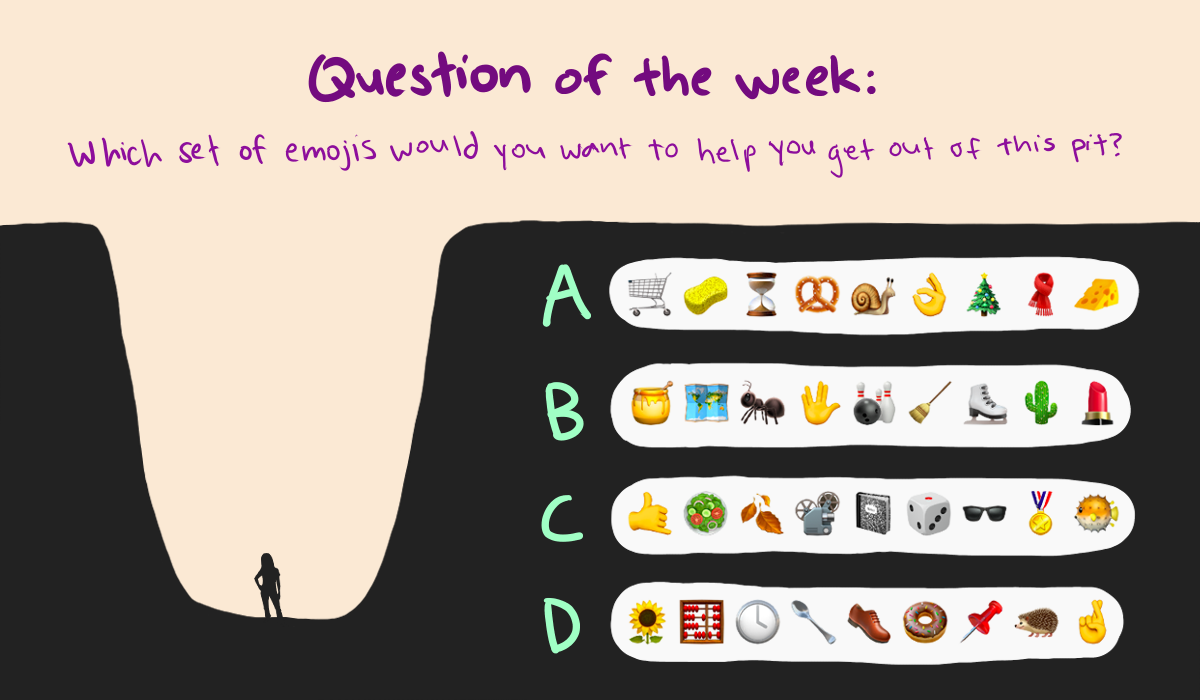 Question of the week:
Which set of emojis would you want to help you get out of this pit?
A
B
C
D